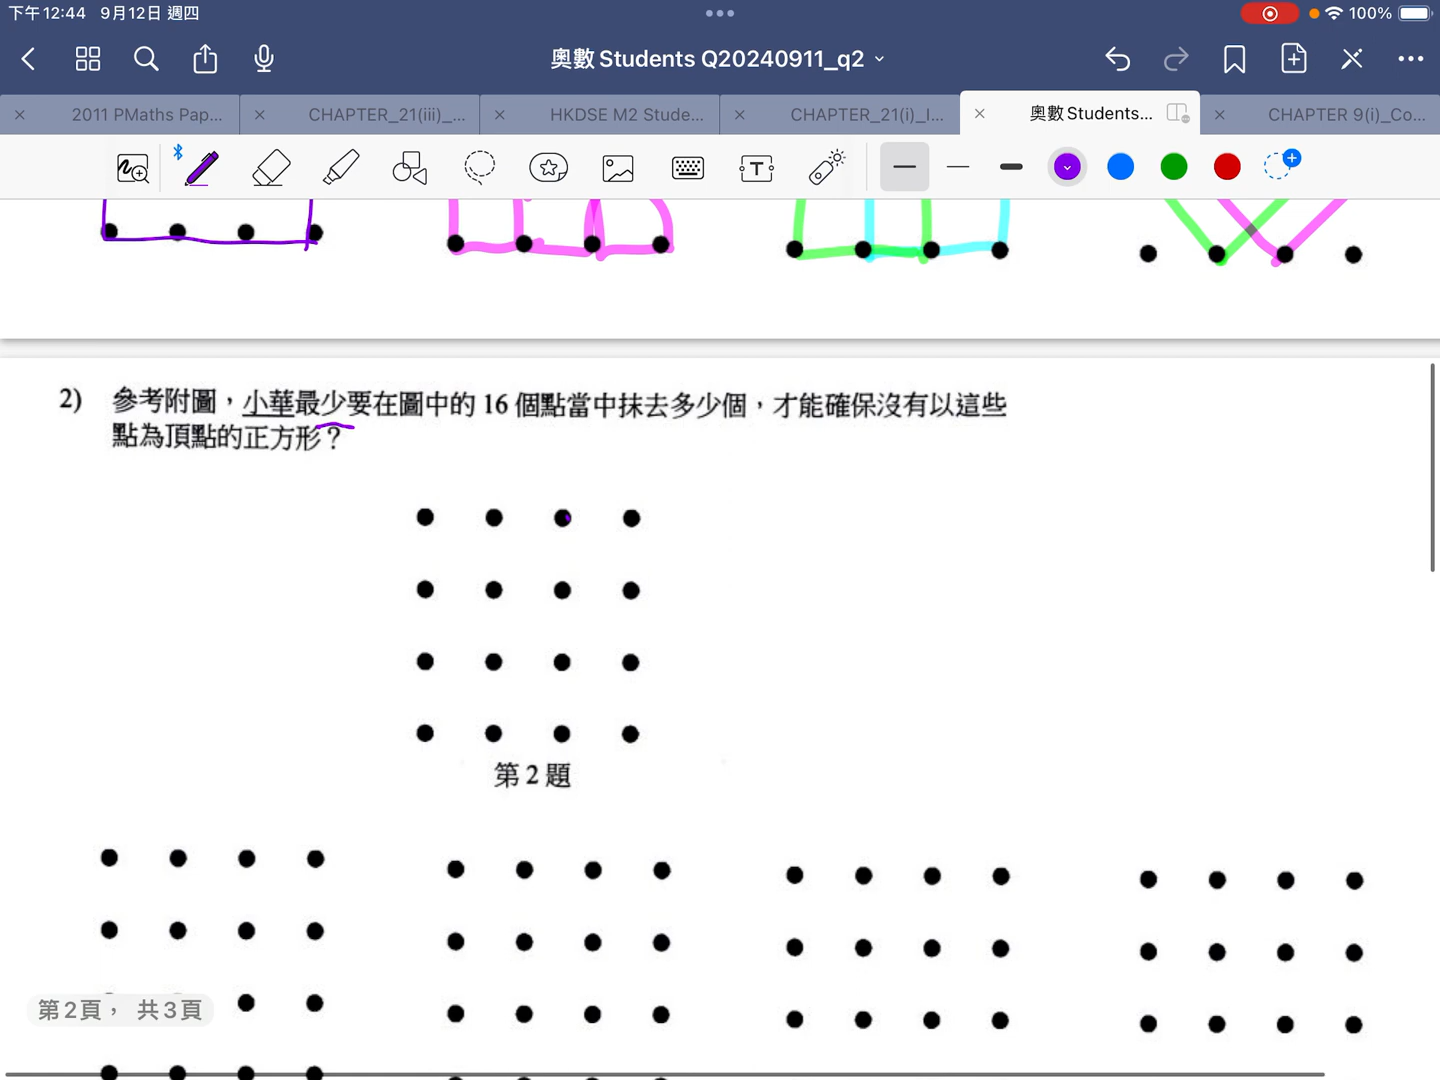 下午12:44 9月12日 週四
100%
奧數 Students Q20240911_q2
2011 PMaths Pap...
CHAPTER_21(iii)_...
HKDSE M2 Stude...
CHAPTER_21(i)_I...
奧數 Students...
CHAPTER 9(i)_Co...
T
2) 參考附圖，小華最少要在圖中的 16 個點當中抹去多少個，才能確保沒有以這些
點為頂點的正方形？
第 2 題
第2頁， 共3頁